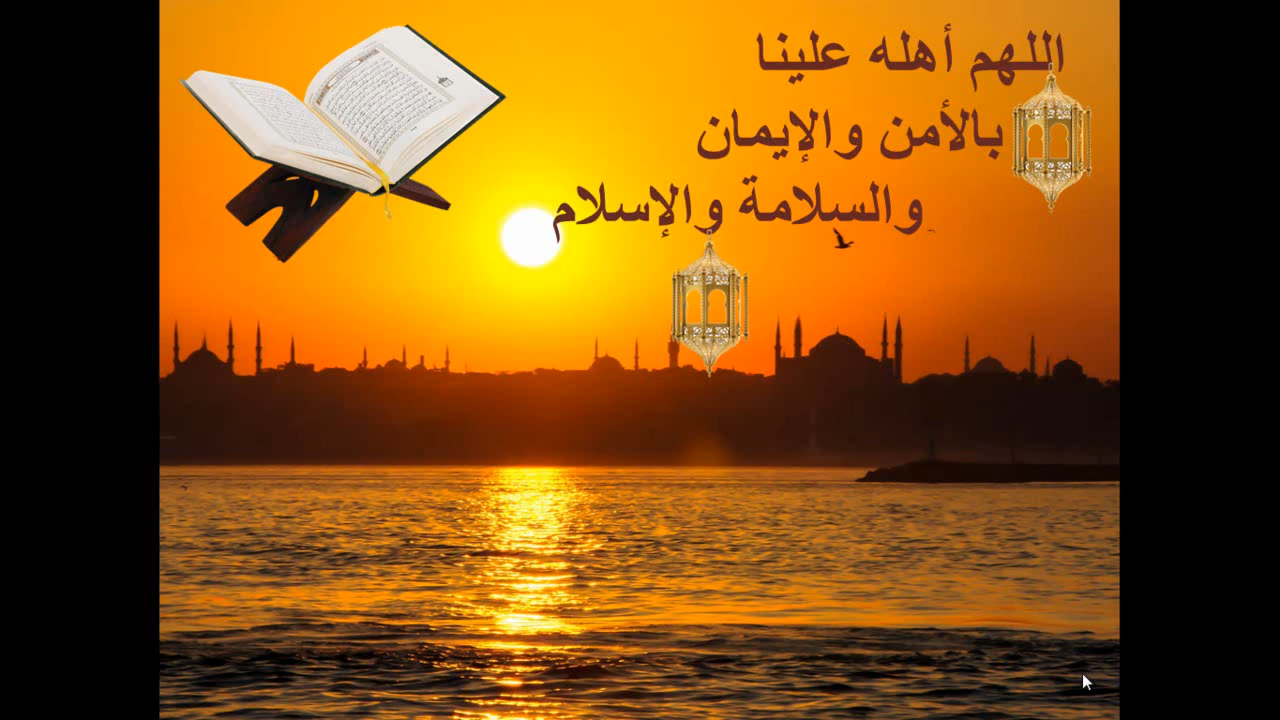 اللهم أهله علينا
بالأمن والإيمان
والسلامة والإسلام